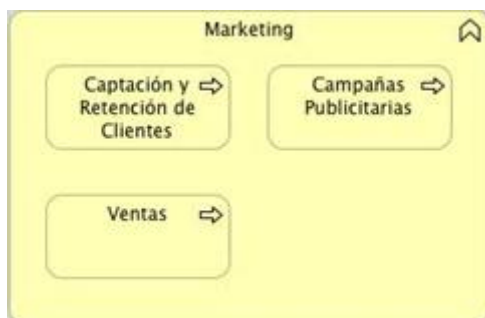 Marketing
Captación y
Retención de
Clientes
Campañas
Publicitarias
Ventas